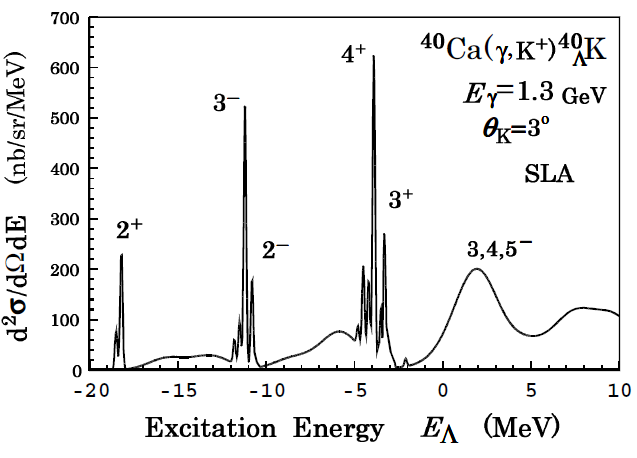 700
600
500
400
300
200
100
0
d²σ/dΩdE (nb/sr/MeV)
⁴⁰Ca(γ,K⁺)⁴⁰ΛK
Eγ=1.3 GeV
θK=3°
SLA
4⁺
3⁻
3⁺
2⁺
2⁻
3,4,5⁻
-20 -15 -10 -5 0 5 10
Excitation Energy EΛ (MeV)